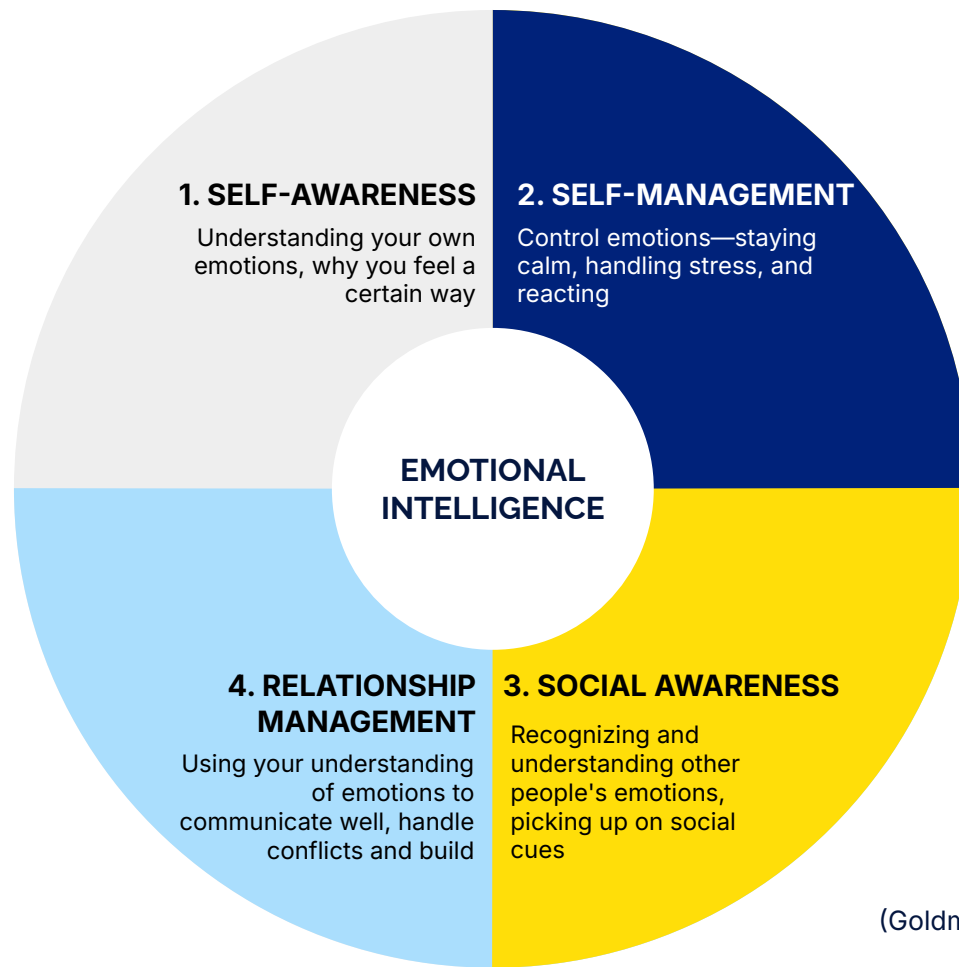 1. SELF-AWARENESS
Understanding your own
emotions, why you feel a
certain way
2. SELF-MANAGEMENT
Control emotions—staying
calm, handling stress, and
reacting
EMOTIONAL
INTELLIGENCE
3. SOCIAL AWARENESS
Recognizing and
understanding other
people's emotions,
picking up on social
cues
4. RELATIONSHIP
MANAGEMENT
Using your understanding
of emotions to
communicate well, handle
conflicts and build